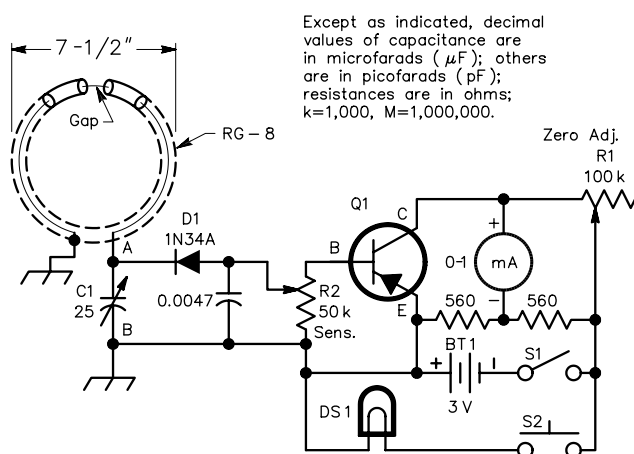 Except as indicated, decimal
values of capacitance are
in microfarads (μF); others
are in picofarads (pF);
resistances are in ohms;
k=1,000, M=1,000,000.
7-1/2"
Gap
RG-8
Zero Adj.
R1
100 k
Q1
C
D1
1N34A
A
B
+
0-1
mA
C1
25
0.0047
R2
50 k
Sens.
E
560
-
560
B
BT1
+
-
3 V
S1
DS1
S2